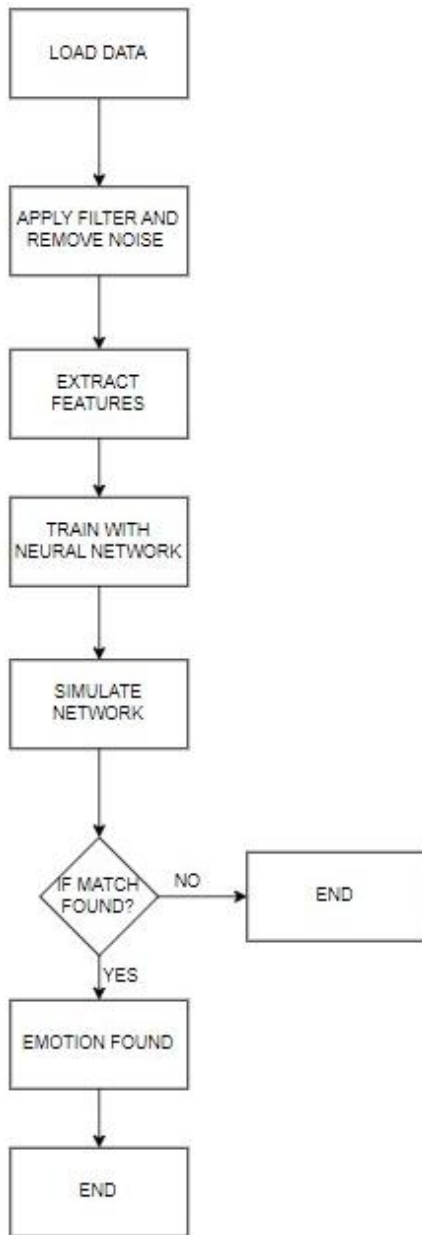 LOAD DATA
APPLY FILTER AND
REMOVE NOISE
EXTRACT
FEATURES
TRAIN WITH
NEURAL NETWORK
SIMULATE
NETWORK
IF MATCH
FOUND?
NO
END
YES
EMOTION FOUND
END